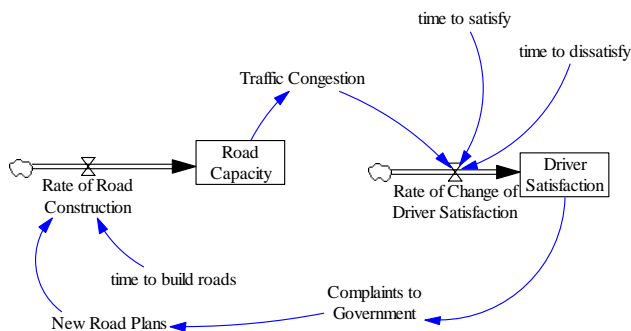 time to satisfy
time to dissatisfy
Traffic Congestion
Road
Capacity
Driver
Satisfaction
Rate of Road
Construction
Rate of Change of
Driver Satisfaction
time to build roads
Complaints to
Government
New Road Plans